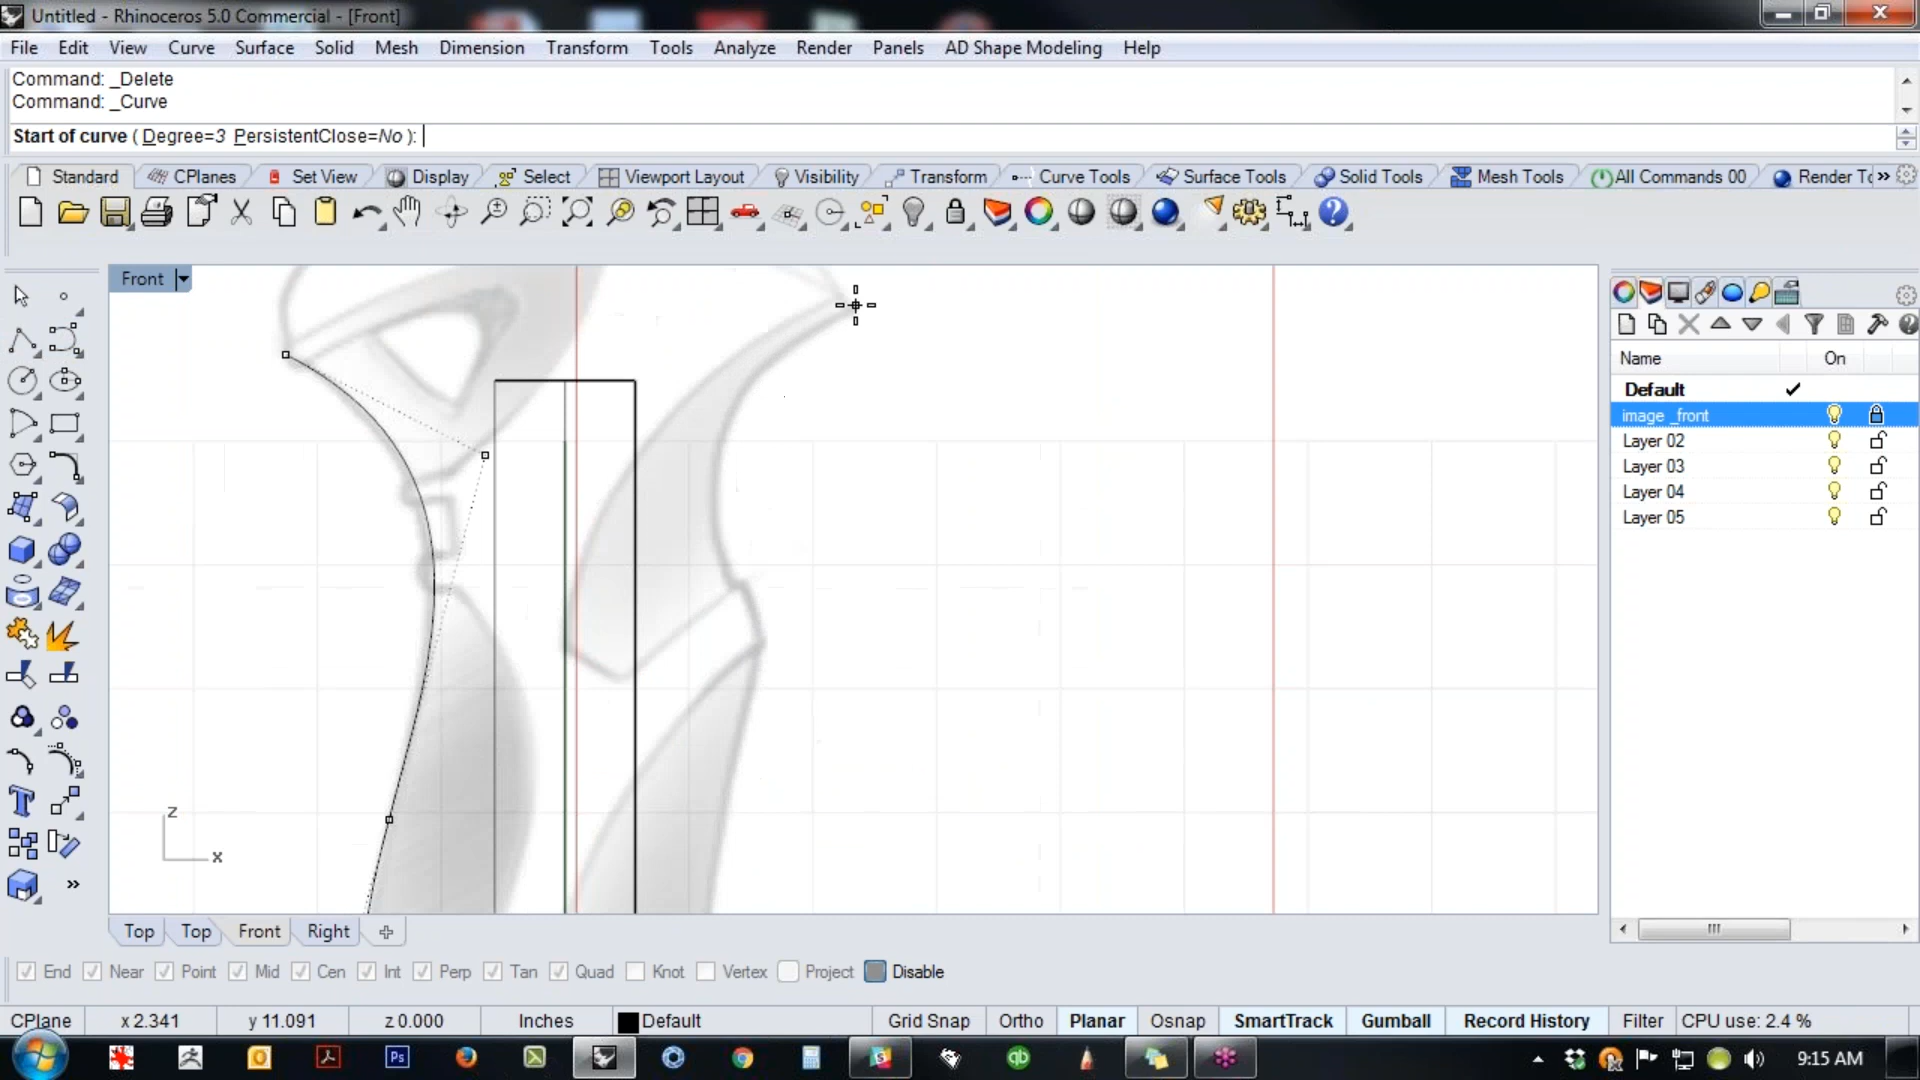 Untitled - Rhinoceros 5.0 Commercial - [Front]
File Edit View Curve Surface Solid Mesh Dimension Transform Tools Analyze Render Panels AD Shape Modeling Help
Command: _Delete
Command: _Curve
Start of curve ( Degree=3 PersistentClose=No ):
Standard CPlanes Set View Display Select Viewport Layout Visibility Transform Curve Tools Surface Tools Solid Tools Mesh Tools All Commands 00 Render To »
Front
Name On
Default
image _front
Layer 02
Layer 03
Layer 04
Layer 05
z
x
»
Top Top Front Right
End Near Point Mid Cen Int Perp Tan Quad Knot Vertex Project Disable
CPlane x 2.341 y 11.091 z 0.000 Inches Default Grid Snap Ortho Planar Osnap SmartTrack Gumball Record History Filter CPU use: 2.4 %
Ps qb 9:15 AM